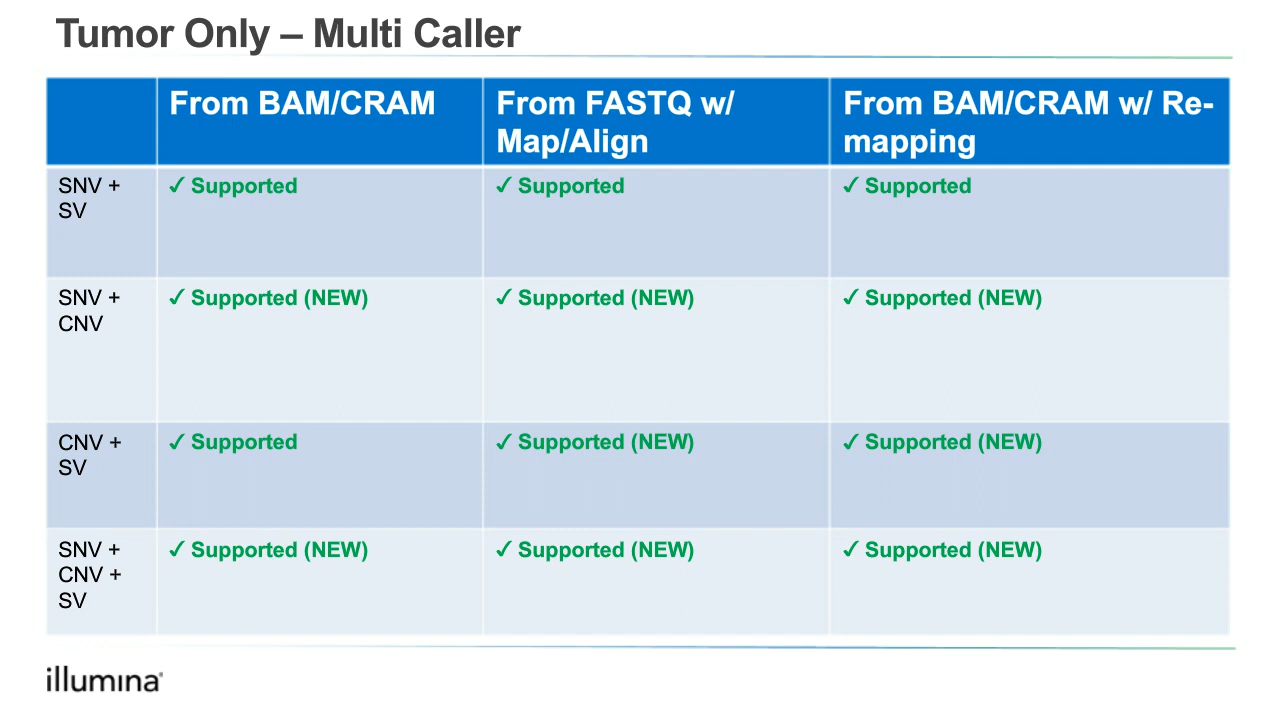 Tumor Only – Multi Caller
From BAM/CRAM
From FASTQ w/
Map/Align
From BAM/CRAM w/ Re-
mapping
SNV +
SV
✓ Supported
✓ Supported
✓ Supported
SNV +
CNV
✓ Supported (NEW)
✓ Supported (NEW)
✓ Supported (NEW)
CNV +
SV
✓ Supported
✓ Supported (NEW)
✓ Supported (NEW)
SNV +
CNV +
SV
✓ Supported (NEW)
✓ Supported (NEW)
✓ Supported (NEW)
illumina®